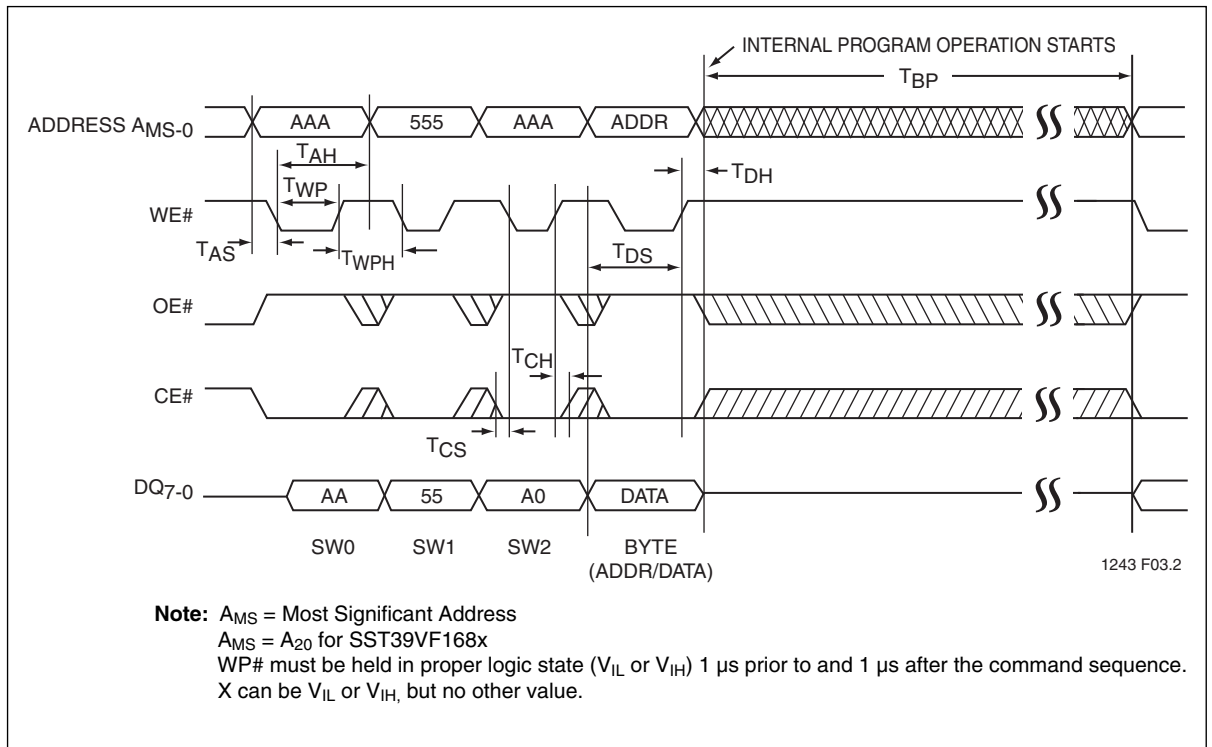 INTERNAL PROGRAM OPERATION STARTS
TBP
ADDRESS AMS-0
AAA
555
AAA
ADDR
TAH
TDH
TWP
WE#
TAS
TWPH
TDS
OE#
TCH
CE#
TCS
DQ7-0
AA
55
A0
DATA
SW0
SW1
SW2
BYTE
(ADDR/DATA)
1243 F03.2
Note: AMS = Most Significant Address
AMS = A20 for SST39VF168x
WP# must be held in proper logic state (VIL or VIH) 1 µs prior to and 1 µs after the command sequence.
X can be VIL or VIH, but no other value.